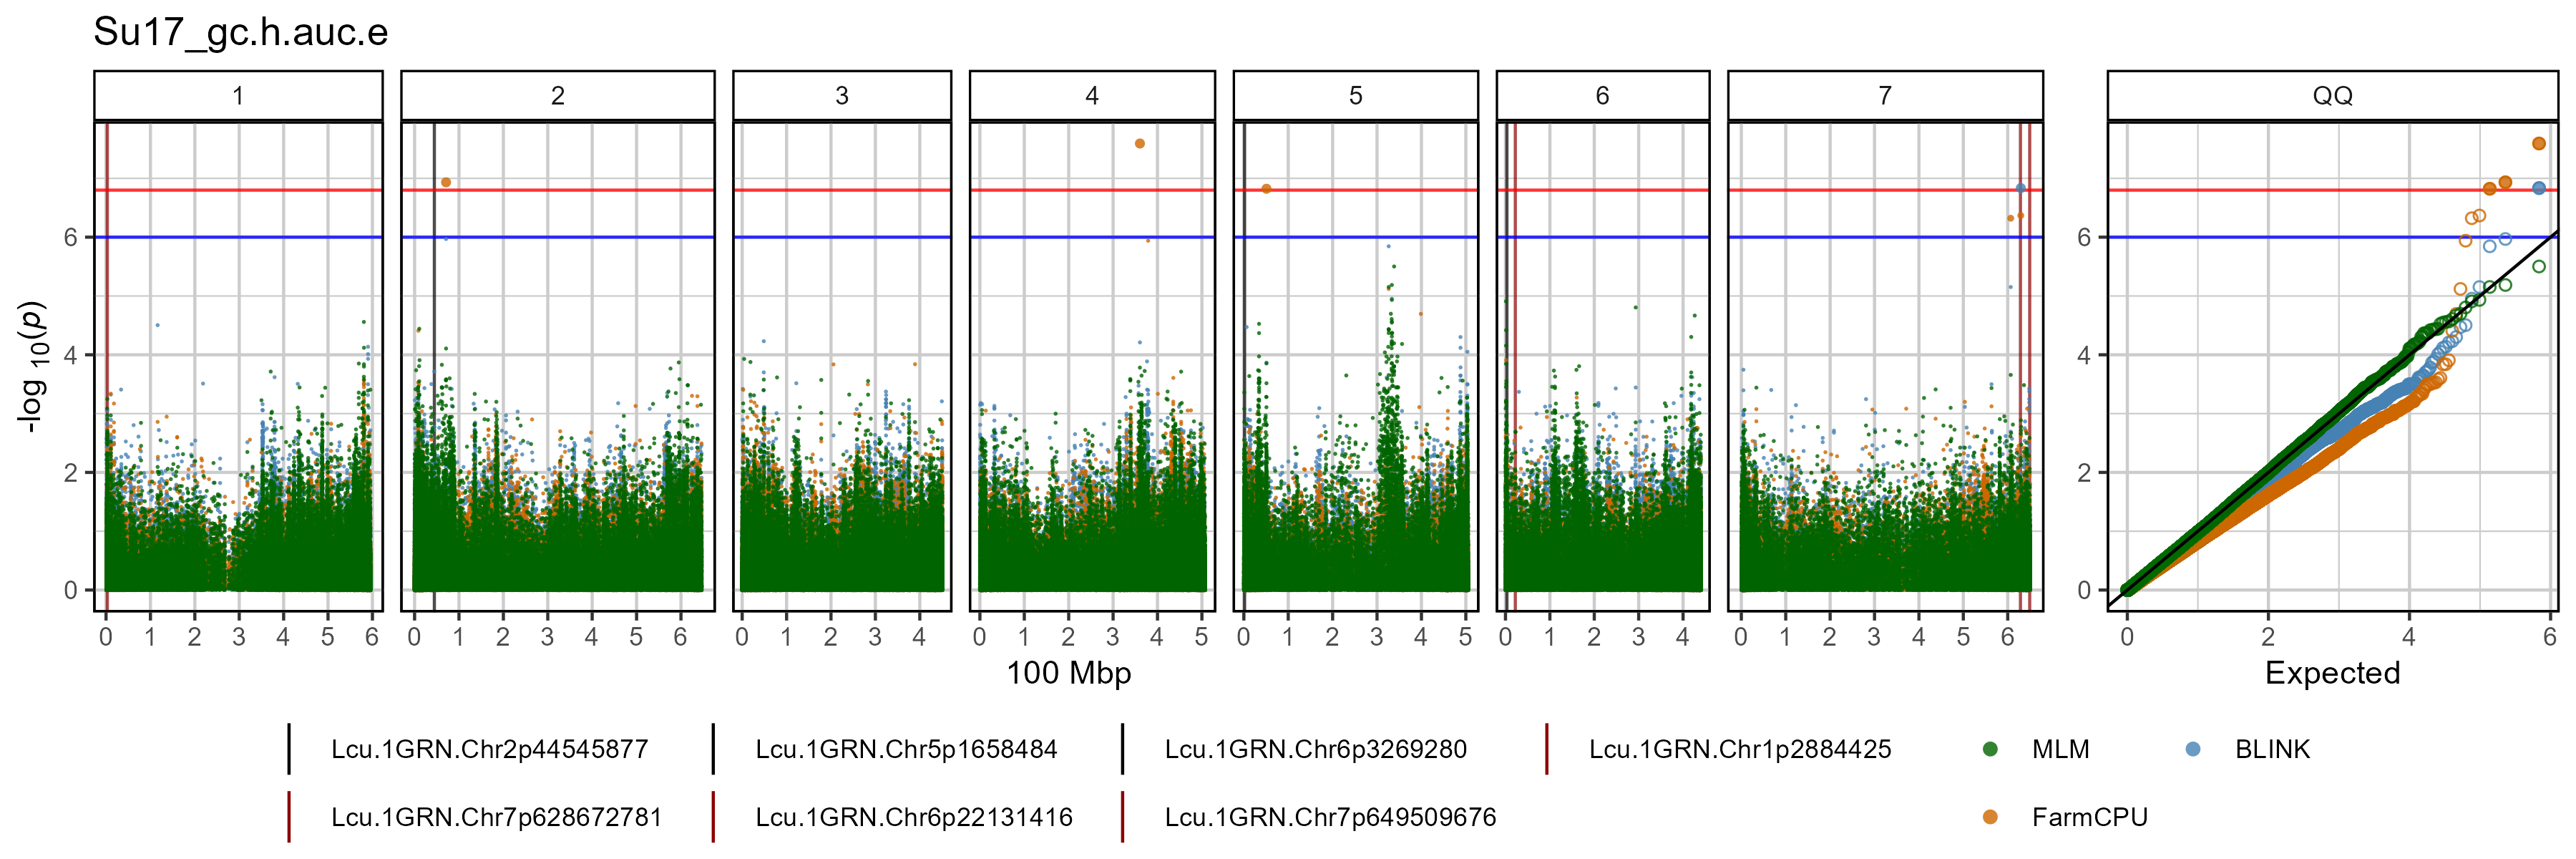 Su17_gc.h.auc.e
1 2 3 4 5 6 7 QQ
-log 10(p)
6
4
2
0
6
4
2
0
0 1 2 3 4 5 6 0 1 2 3 4 5 6 0 1 2 3 4 0 1 2 3 4 5 0 1 2 3 4 5 0 1 2 3 4 0 1 2 3 4 5 6 0 2 4 6
100 Mbp Expected
Lcu.1GRN.Chr2p44545877 Lcu.1GRN.Chr5p1658484 Lcu.1GRN.Chr6p3269280 Lcu.1GRN.Chr1p2884425 MLM BLINK
Lcu.1GRN.Chr7p628672781 Lcu.1GRN.Chr6p22131416 Lcu.1GRN.Chr7p649509676 FarmCPU